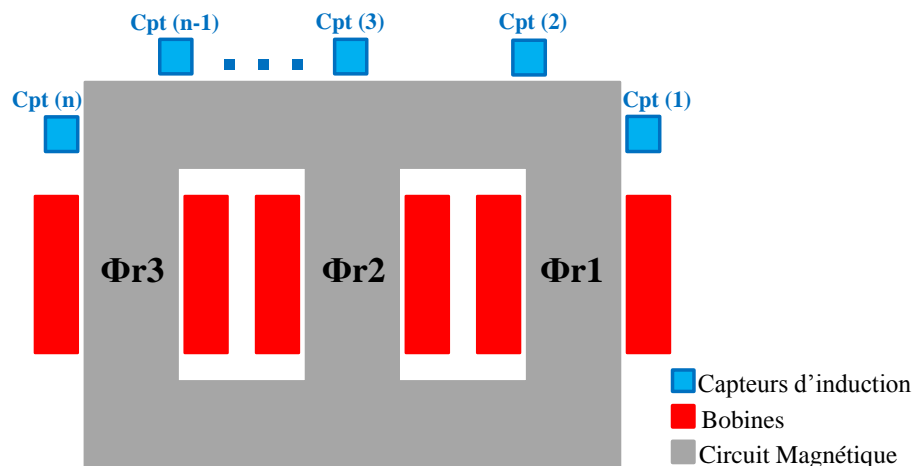 Cpt (n-1)
Cpt (3)
Cpt (2)
Cpt (n)
Cpt (1)
Φr3
Φr2
Φr1
Capteurs d'induction
Bobines
Circuit Magnétique